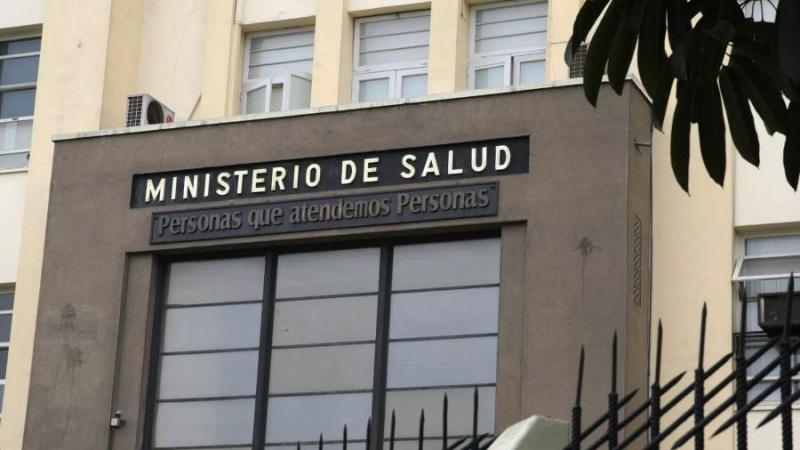 MINISTERIO DE SALUD
"Personas que atendemos Personas"